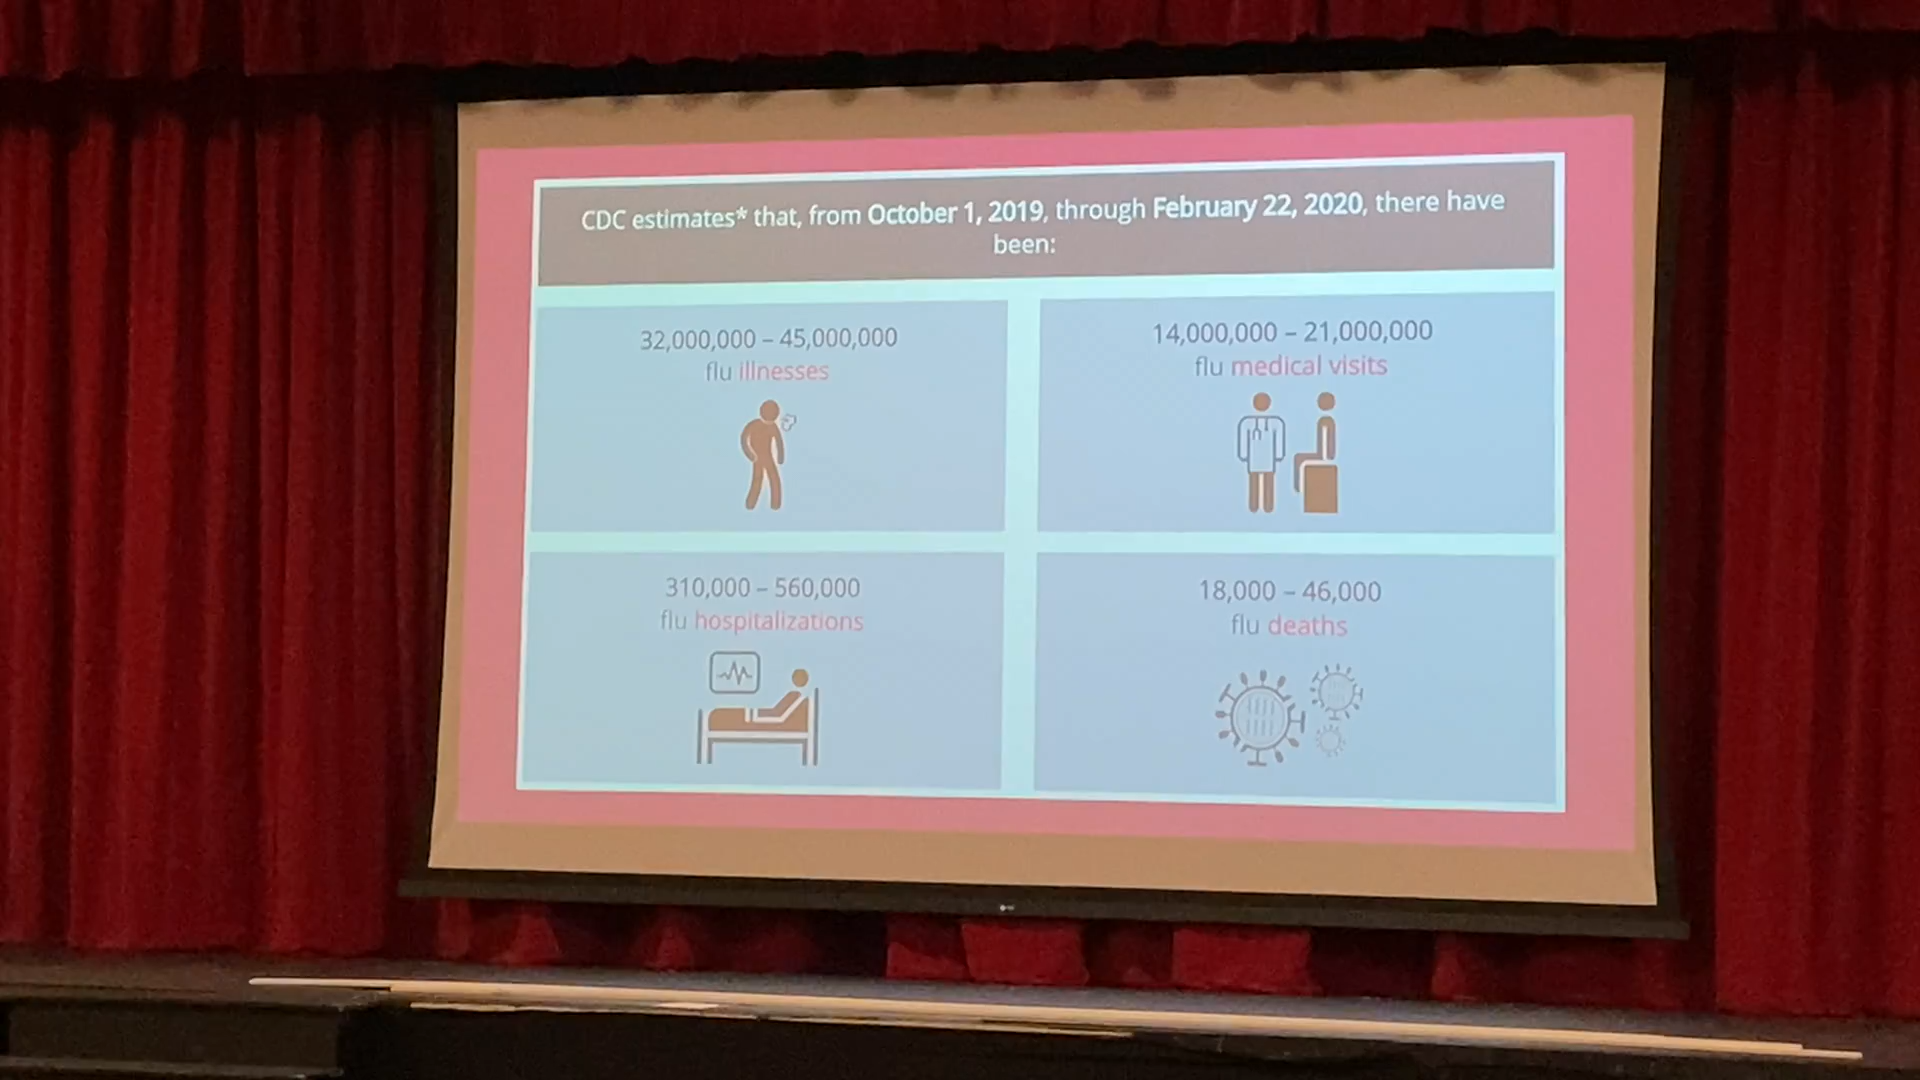 CDC estimates* that, from October 1, 2019, through February 22, 2020, there have
been:
32,000,000 – 45,000,000
flu illnesses
14,000,000 – 21,000,000
flu medical visits
310,000 – 560,000
flu hospitalizations
18,000 – 46,000
flu deaths